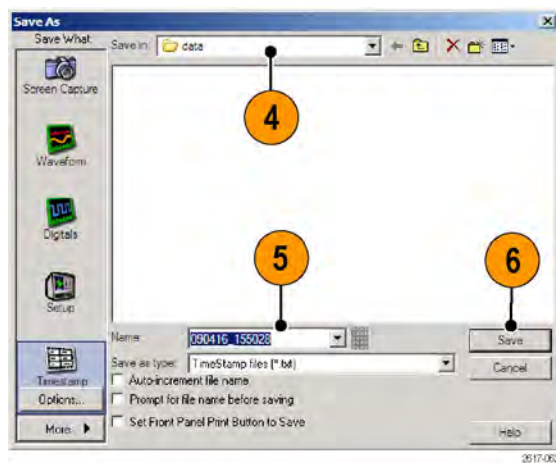 Save As
Save What:
Save in: data
Screen Capture
4
Waveform
Digitals
5
6
Setup
Name: 090416_155028
Save
Save as type: TimeStamp files (*.txt)
Cancel
Timestamp
Auto-increment file name
Options...
Prompt for file name before saving
More
Set Front Panel Print Button to Save
Help